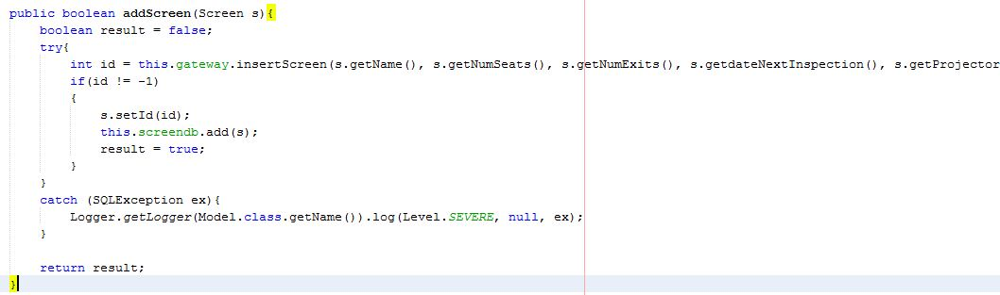 public boolean addScreen(Screen s){
boolean result = false;
try{
int id = this.gateway.insertScreen(s.getName(), s.getNumSeats(), s.getNumExits(), s.getdateNextInspection(), s.getProjector
if(id != -1)
{
s.setId(id);
this.screendb.add(s);
result = true;
}
}
catch (SQLException ex){
Logger.getLogger(Model.class.getName()).log(Level.SEVERE, null, ex);
}
return result;
}